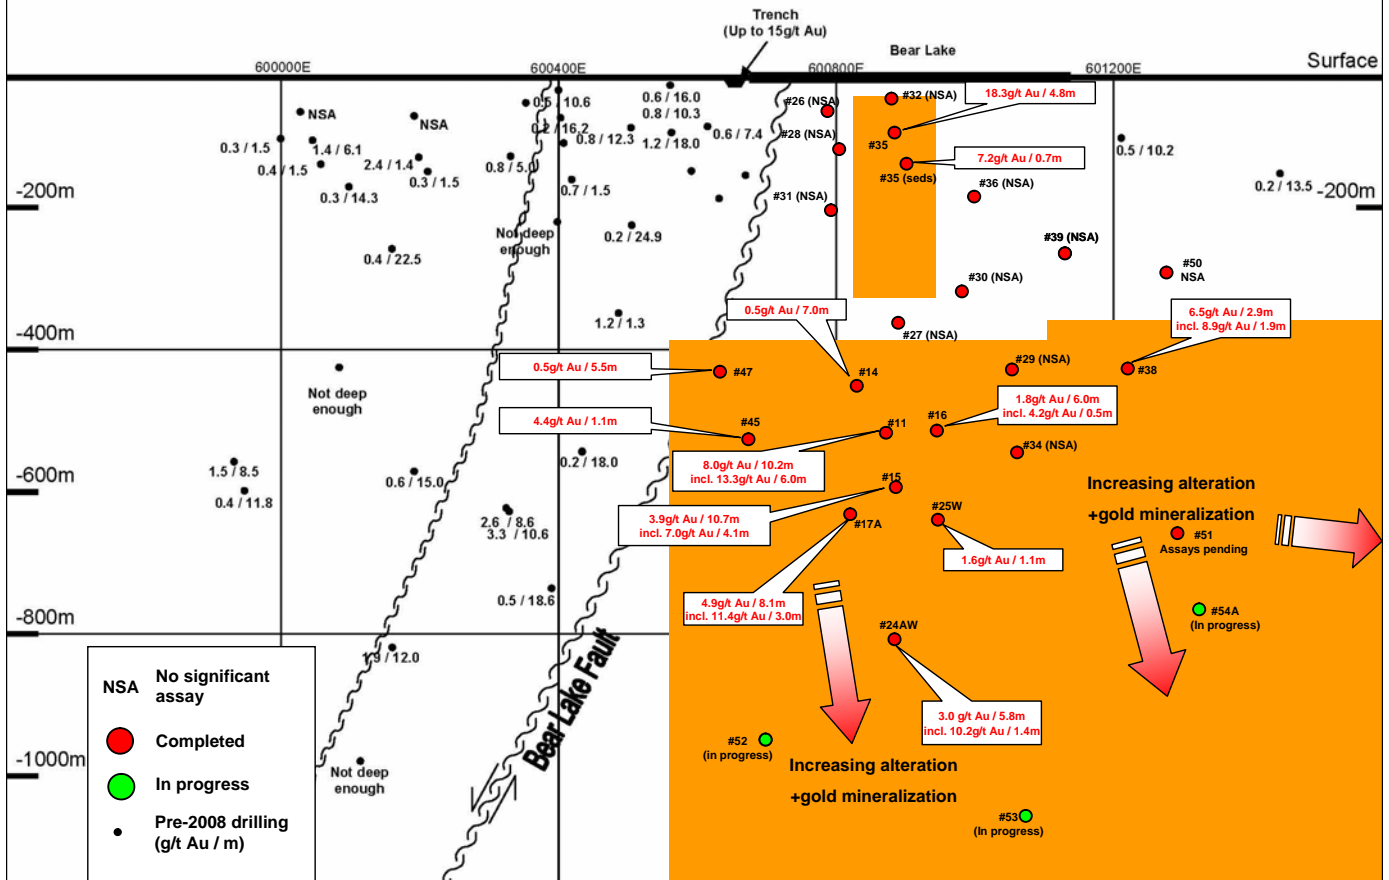 Trench
(Up to 15g/t Au)
Bear Lake
Surface
600000E
600400E
600800E
601200E
NSA
NSA
0.3 / 1.5
1.4 / 6.1
0.4 / 1.5
0.3 / 14.3
2.4 / 1.4
0.3 / 1.5
0.4 / 22.5
0.5 / 10.6
0.2 / 16.2
0.8 / 5.0
0.7 / 1.5
0.6 / 16.0
0.8 / 10.3
0.8 / 12.3
1.2 / 18.0
0.6 / 7.4
Not deep
enough
0.2 / 24.9
1.2 / 1.3
#26 (NSA)
#28 (NSA)
#31 (NSA)
#32 (NSA)
18.3g/t Au / 4.8m
#35
7.2g/t Au / 0.7m
#35 (seds)
#36 (NSA)
#39 (NSA)
#30 (NSA)
#27 (NSA)
#50
NSA
0.5 / 10.2
0.2 / 13.5
-200m
-200m
-400m
-600m
-800m
-1000m
Not deep
enough
1.5 / 8.5
0.4 / 11.8
0.6 / 15.0
2.6 / 8.6
3.3 / 10.6
0.2 / 18.0
0.5 / 18.6
1.9 / 12.0
Not deep
enough
0.5g/t Au / 7.0m
#14
0.5g/t Au / 5.5m
#47
4.4g/t Au / 1.1m
#45
6.5g/t Au / 2.9m
incl. 8.9g/t Au / 1.9m
#38
#29 (NSA)
1.8g/t Au / 6.0m
incl. 4.2g/t Au / 0.5m
#16
#11
8.0g/t Au / 10.2m
incl. 13.3g/t Au / 6.0m
#34 (NSA)
#15
3.9g/t Au / 10.7m
incl. 7.0g/t Au / 4.1m
#17A
4.9g/t Au / 8.1m
incl. 11.4g/t Au / 3.0m
#25W
1.6g/t Au / 1.1m
Increasing alteration
+gold mineralization
#51
Assays pending
#54A
(In progress)
#24AW
3.0 g/t Au / 5.8m
incl. 10.2g/t Au / 1.4m
#52
(in progress)
Increasing alteration
+gold mineralization
#53
(In progress)
Bear Lake Fault
NSA
No significant
assay
Completed
In progress
Pre-2008 drilling
(g/t Au / m)